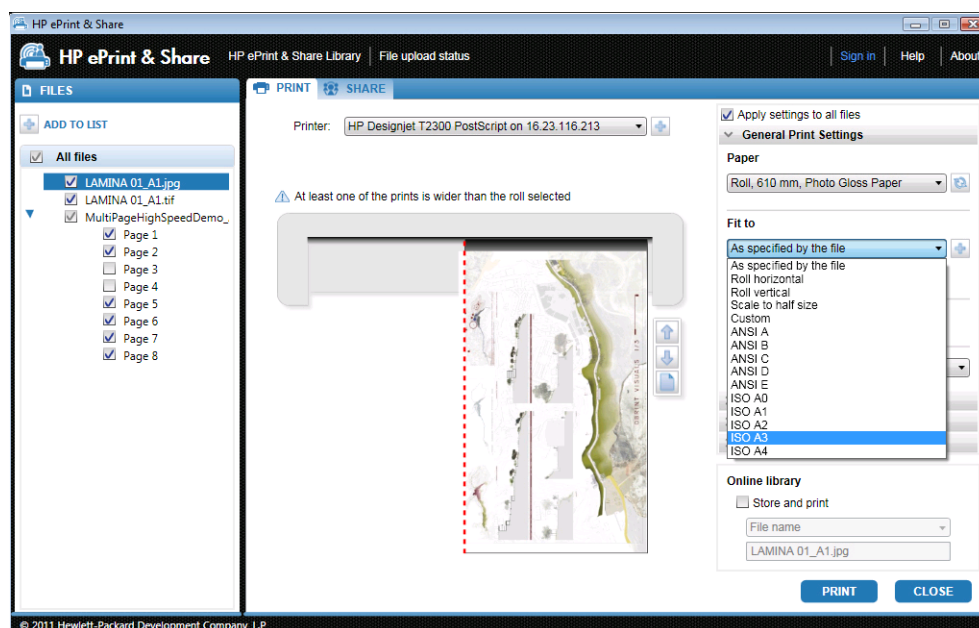 HP ePrint & Share
HP ePrint & Share
HP ePrint & Share Library
File upload status
Sign in
Help
About
FILES
PRINT
SHARE
ADD TO LIST
All files
LAMINA 01_A1.jpg
LAMINA 01_A1.tif
MultiPageHighSpeedDemo_
Page 1
Page 2
Page 3
Page 4
Page 5
Page 6
Page 7
Page 8
Printer:
HP Designjet T2300 PostScript on 16.23.116.213
At least one of the prints is wider than the roll selected
Apply settings to all files
General Print Settings
Paper
Roll, 610 mm, Photo Gloss Paper
Fit to
As specified by the file
As specified by the file
Roll horizontal
Roll vertical
Scale to half size
Custom
ANSI A
ANSI B
ANSI C
ANSI D
ANSI E
ISO A0
ISO A1
ISO A2
ISO A3
ISO A4
Online library
Store and print
File name
LAMINA 01_A1.jpg
PRINT
CLOSE
© 2011 Hewlett-Packard Development Company, L.P.